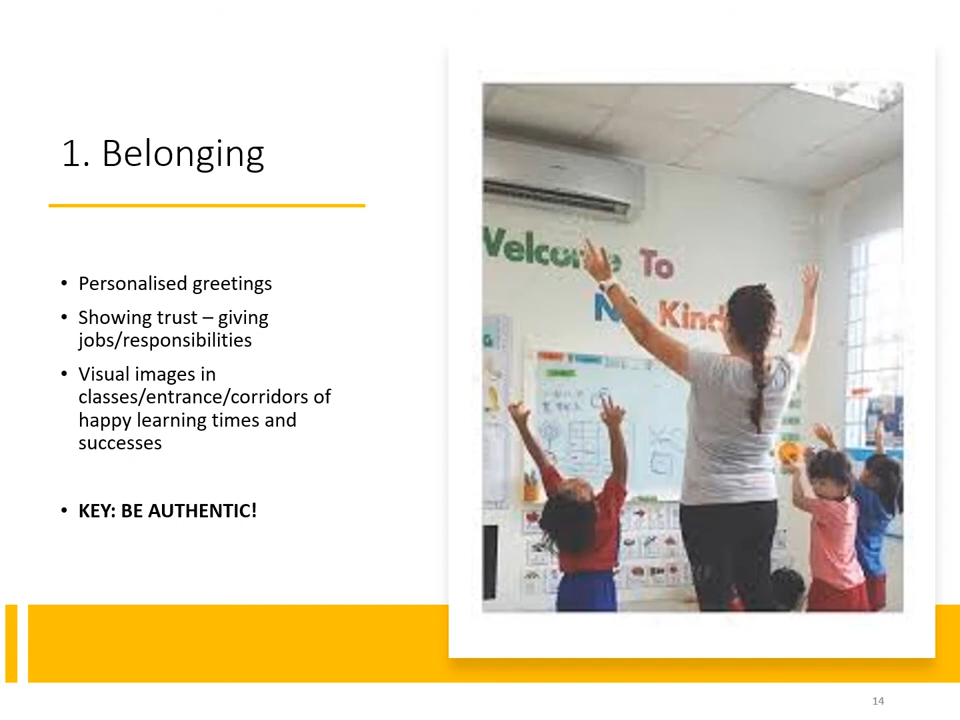 1. Belonging
• Personalised greetings
• Showing trust – giving
jobs/responsibilities
• Visual images in
classes/entrance/corridors of
happy learning times and
successes
• KEY: BE AUTHENTIC!
Welcome To
Kind
14